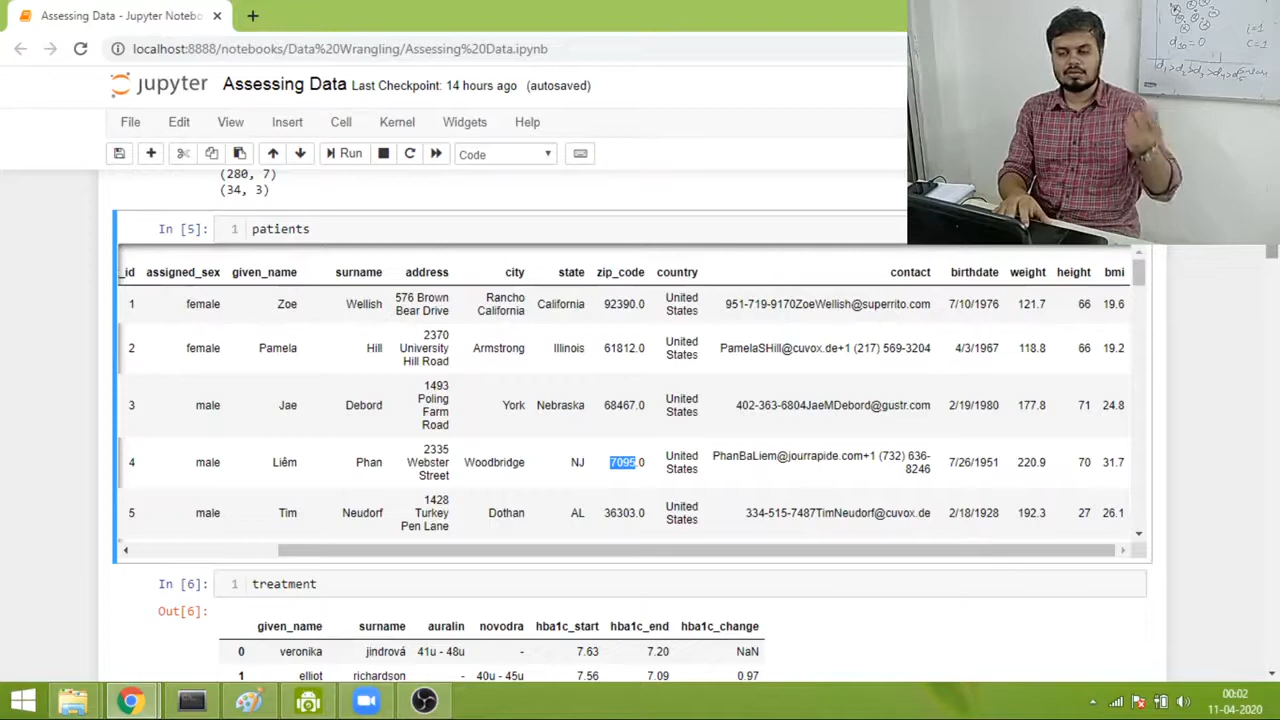 Assessing Data - Jupyter Notebo
localhost:8888/notebooks/Data%20Wrangling/Assessing%20Data.ipynb
jupyter Assessing Data Last Checkpoint: 14 hours ago (autosaved)
File Edit View Insert Cell Kernel Widgets Help
Run Code
(280, 7)
(34, 3)
In [5]: 1 patients
_id assigned_sex given_name surname address city state zip_code country contact birthdate weight height bmi
1 female Zoe Wellish 576 Brown Bear Drive Rancho California California 92390.0 United States 951-719-9170ZoeWellish@superrito.com 7/10/1976 121.7 66 19.6
2 female Pamela Hill 2370 University Hill Road Armstrong Illinois 61812.0 United States PamelaSHill@cuvox.de+1 (217) 569-3204 4/3/1967 118.8 66 19.2
3 male Jae Debord 1493 Poling Farm Road York Nebraska 68467.0 United States 402-363-6804JaeMDebord@gustr.com 2/19/1980 177.8 71 24.8
4 male Liêm Phan 2335 Webster Street Woodbridge NJ 7095.0 United States PhanBaLiem@jourrapide.com+1 (732) 636-8246 7/26/1951 220.9 70 31.7
5 male Tim Neudorf 1428 Turkey Pen Lane Dothan AL 36303.0 United States 334-515-7487TimNeudorf@cuvox.de 2/18/1928 192.3 27 26.1
In [6]: 1 treatment
Out[6]:
given_name surname auralin novodra hba1c_start hba1c_end hba1c_change
0 veronika jindrová 41u - 48u - 7.63 7.20 NaN
1 elliot richardson - 40u - 45u 7.56 7.09 0.97
i=1
c=1
00:02
11-04-2020